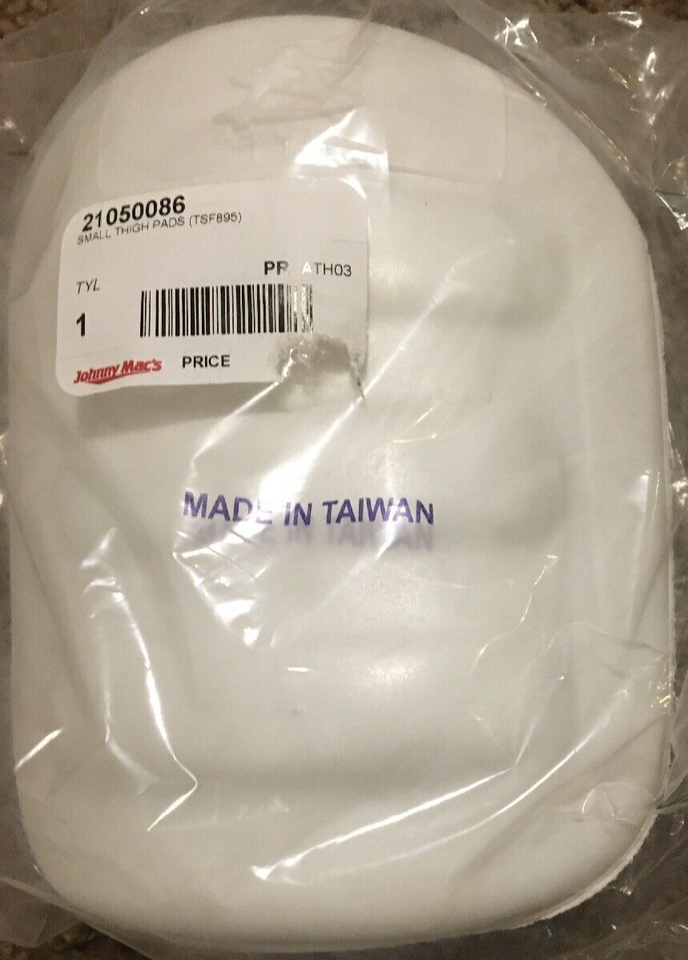 21050086
SMALL THIGH PADS (TSF895)
PR ATH03
TYL
1
Johnny Mac's PRICE
MADE IN TAIWAN